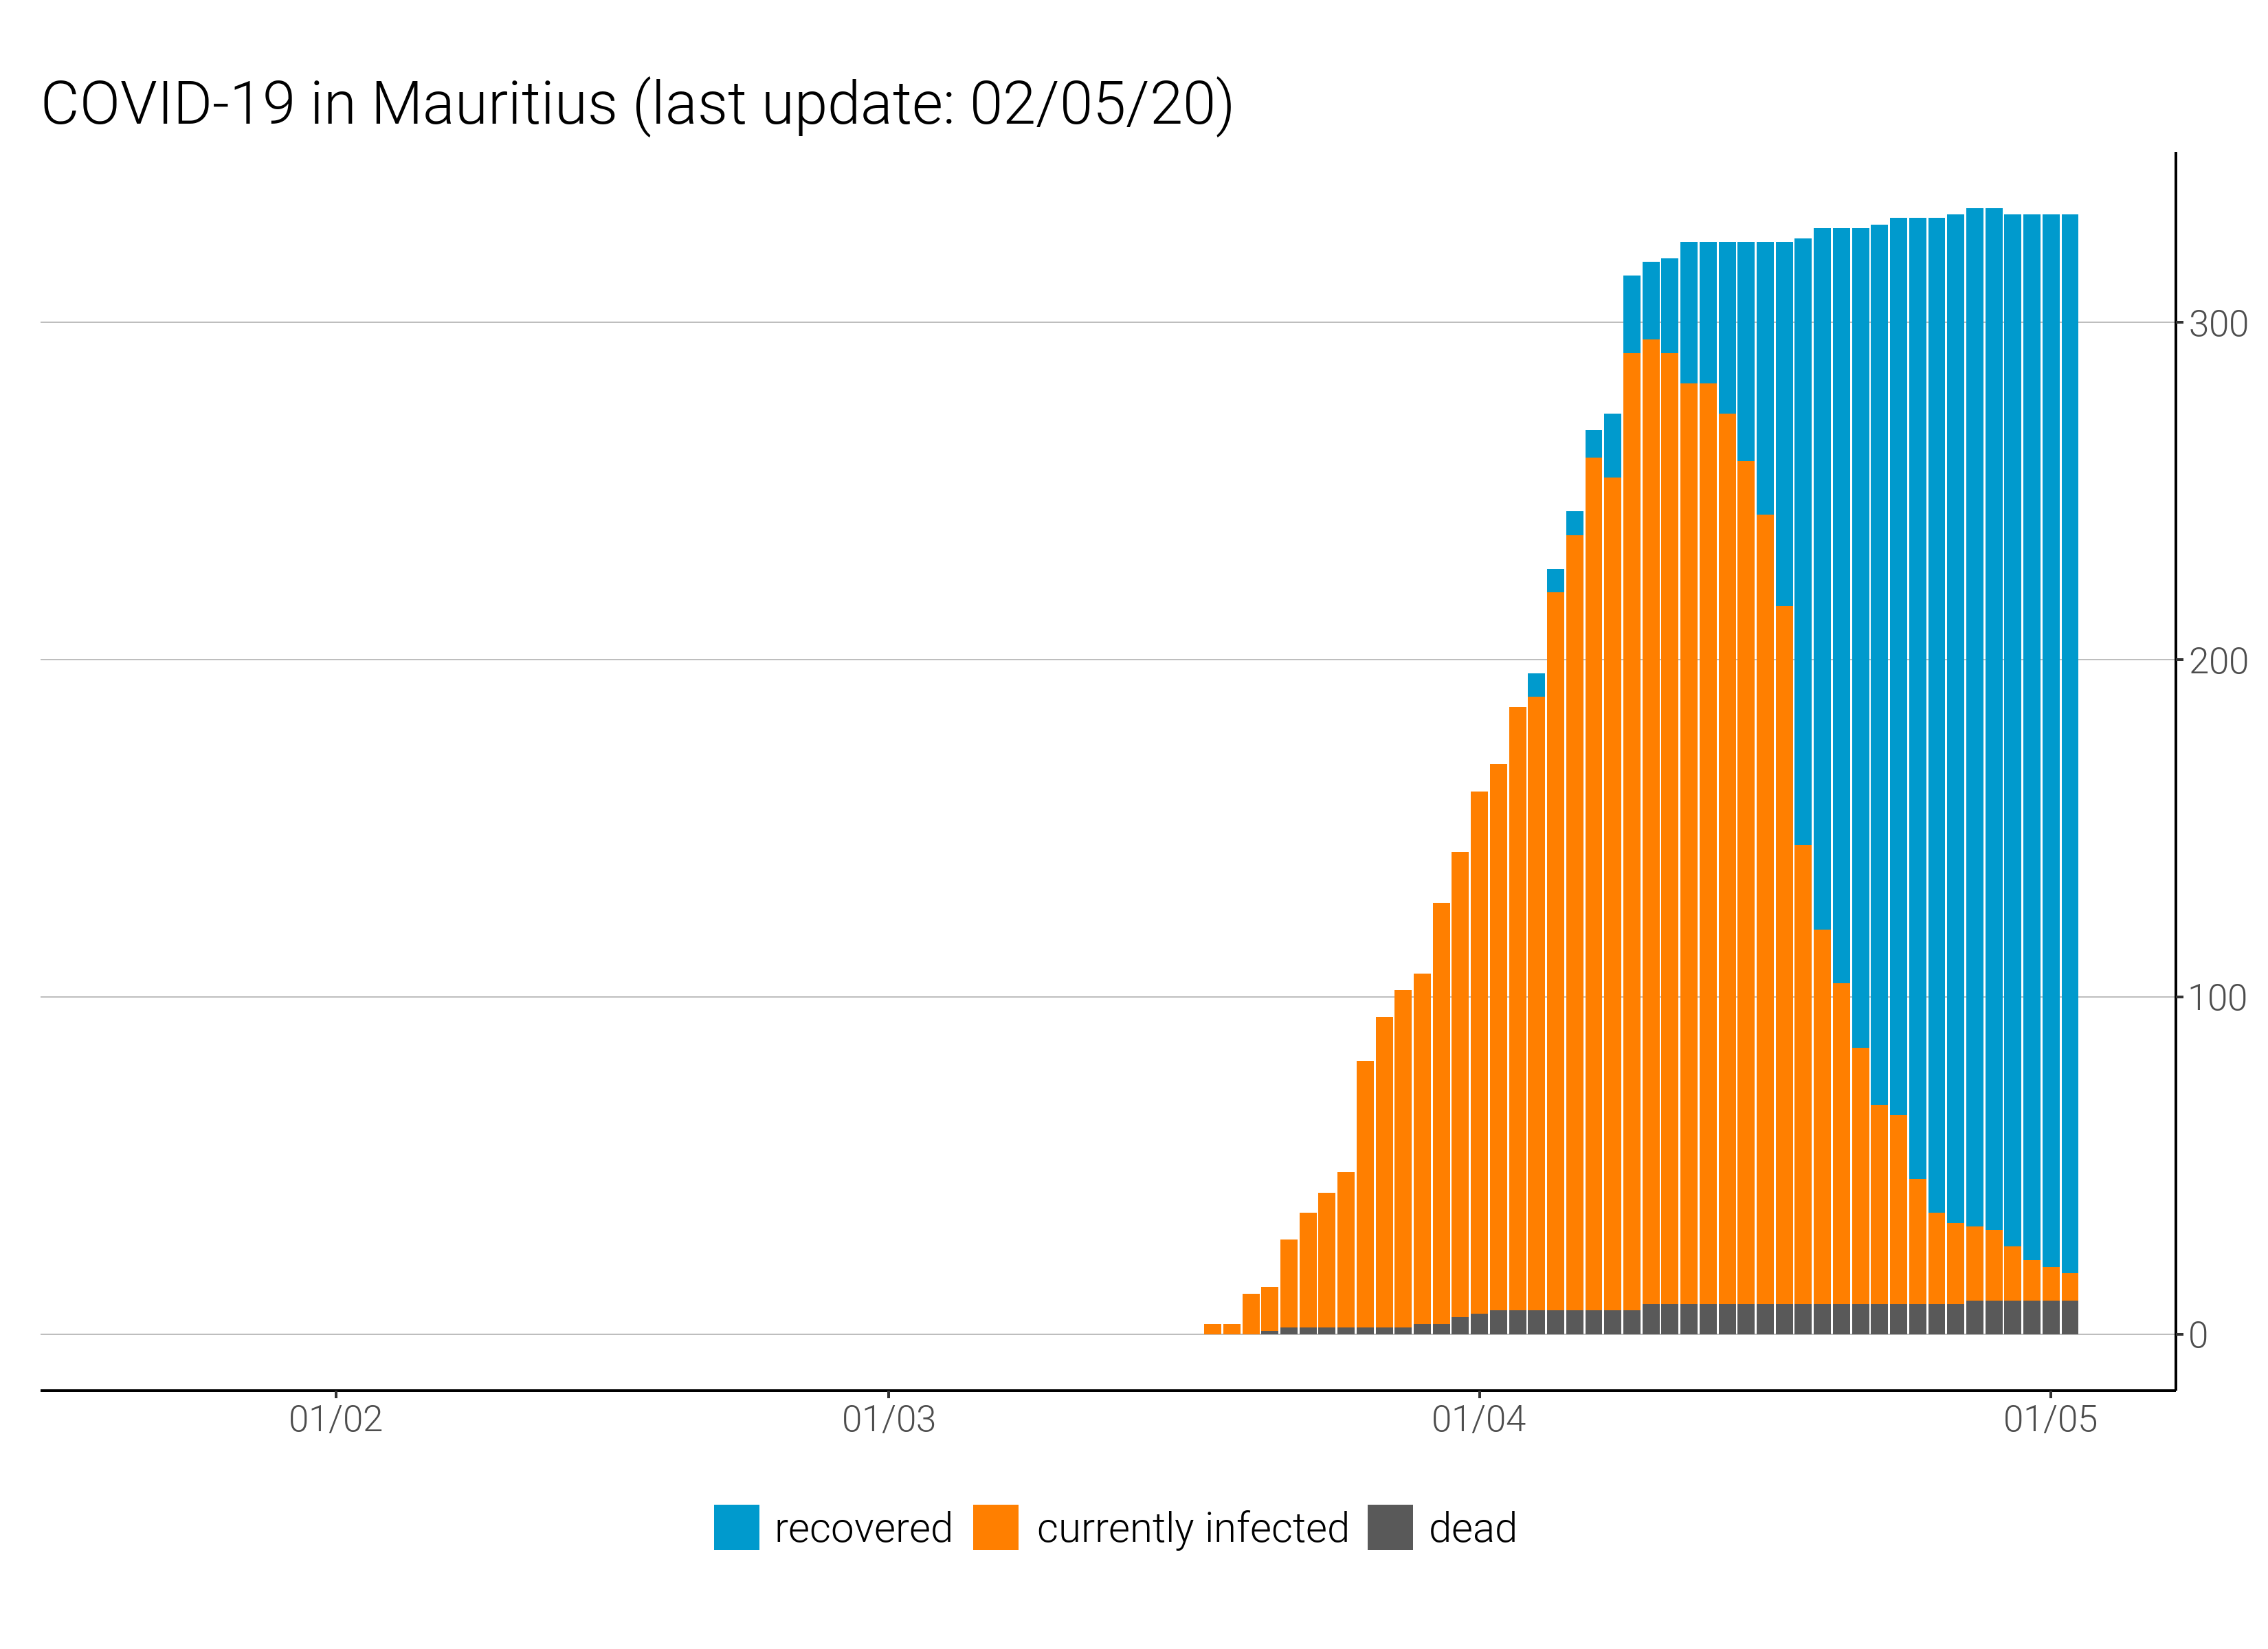 COVID-19 in Mauritius (last update: 02/05/20)
300
200
100
0
01/02 01/03 01/04 01/05
recovered currently infected dead